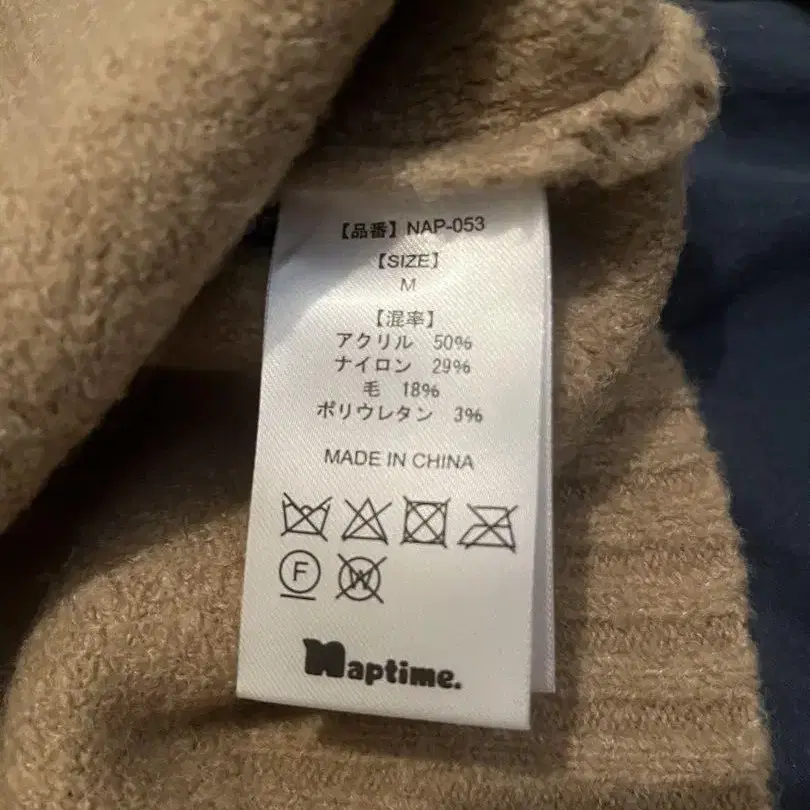 【品番】NAP-053
【SIZE】
M
【混率】
アクリル 50%
ナイロン 29%
毛 18%
ポリウレタン 3%
MADE IN CHINA
F W
Naptime.